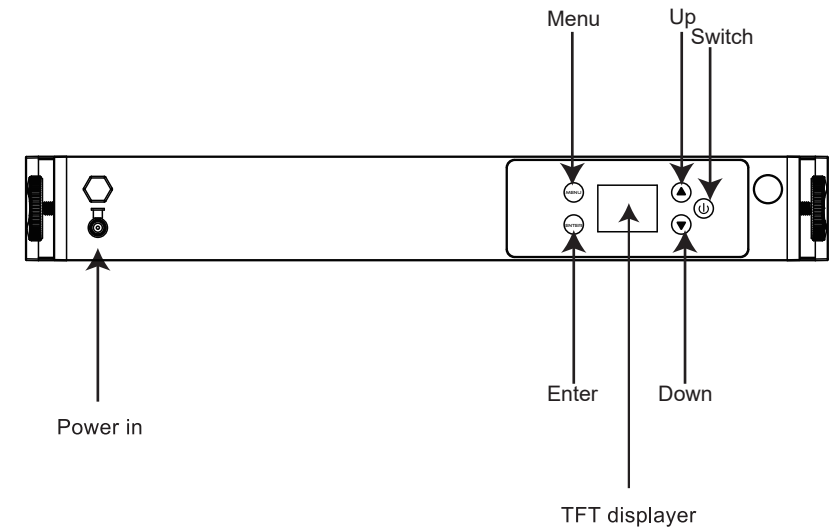 Menu
Up
Switch
MENU
ENTER
Enter
Down
Power in
TFT displayer